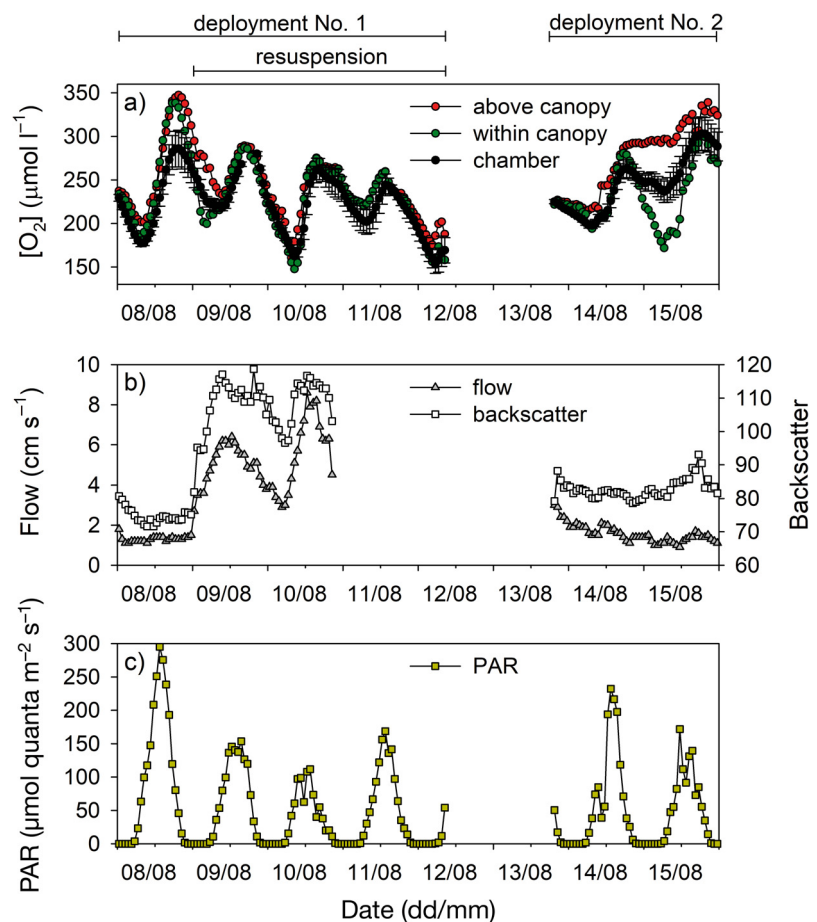 deployment No. 1
deployment No. 2
resuspension
a)
above canopy
within canopy
chamber
[O₂] (μmol l⁻¹)
350
300
250
200
150
08/08 09/08 10/08 11/08 12/08 13/08 14/08 15/08
b)
flow
backscatter
Flow (cm s⁻¹)
10
8
6
4
2
0
Backscatter
120
110
100
90
80
70
60
08/08 09/08 10/08 11/08 12/08 13/08 14/08 15/08
c)
PAR
PAR (μmol quanta m⁻² s⁻¹)
300
250
200
150
100
50
0
08/08 09/08 10/08 11/08 12/08 13/08 14/08 15/08
Date (dd/mm)